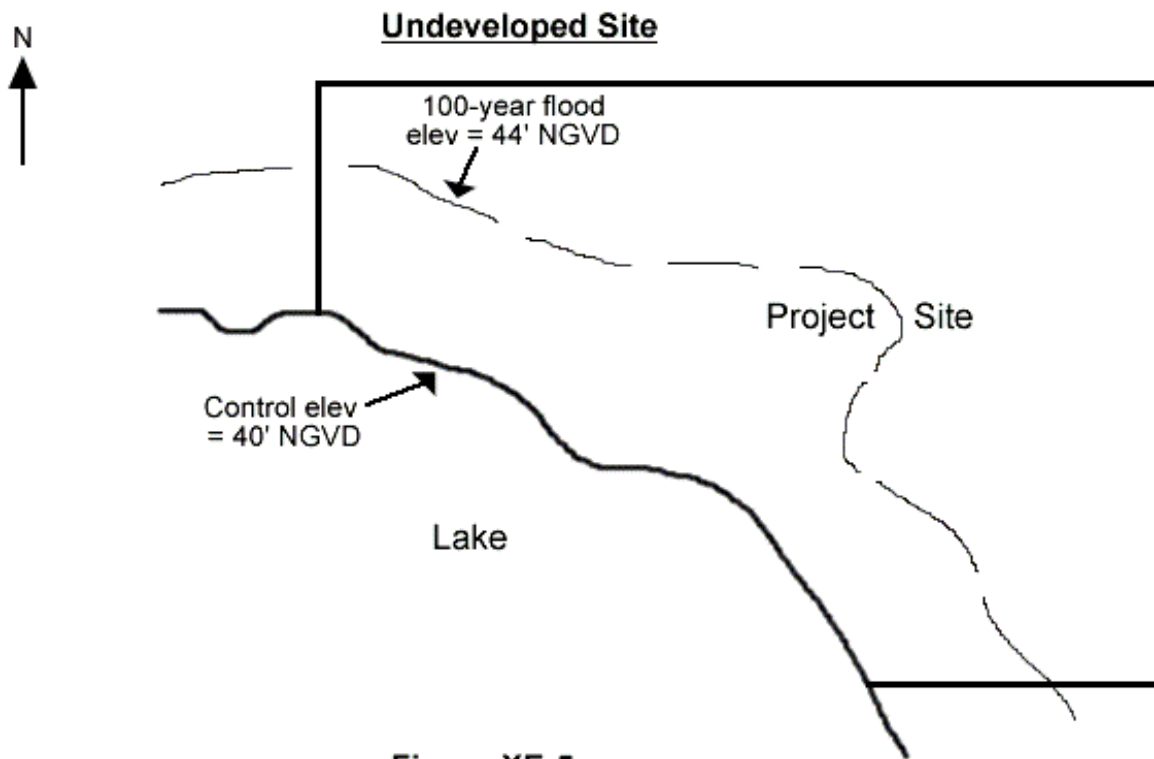 Undeveloped Site
N
100-year flood
elev = 44' NGVD
Project Site
Control elev
= 40' NGVD
Lake